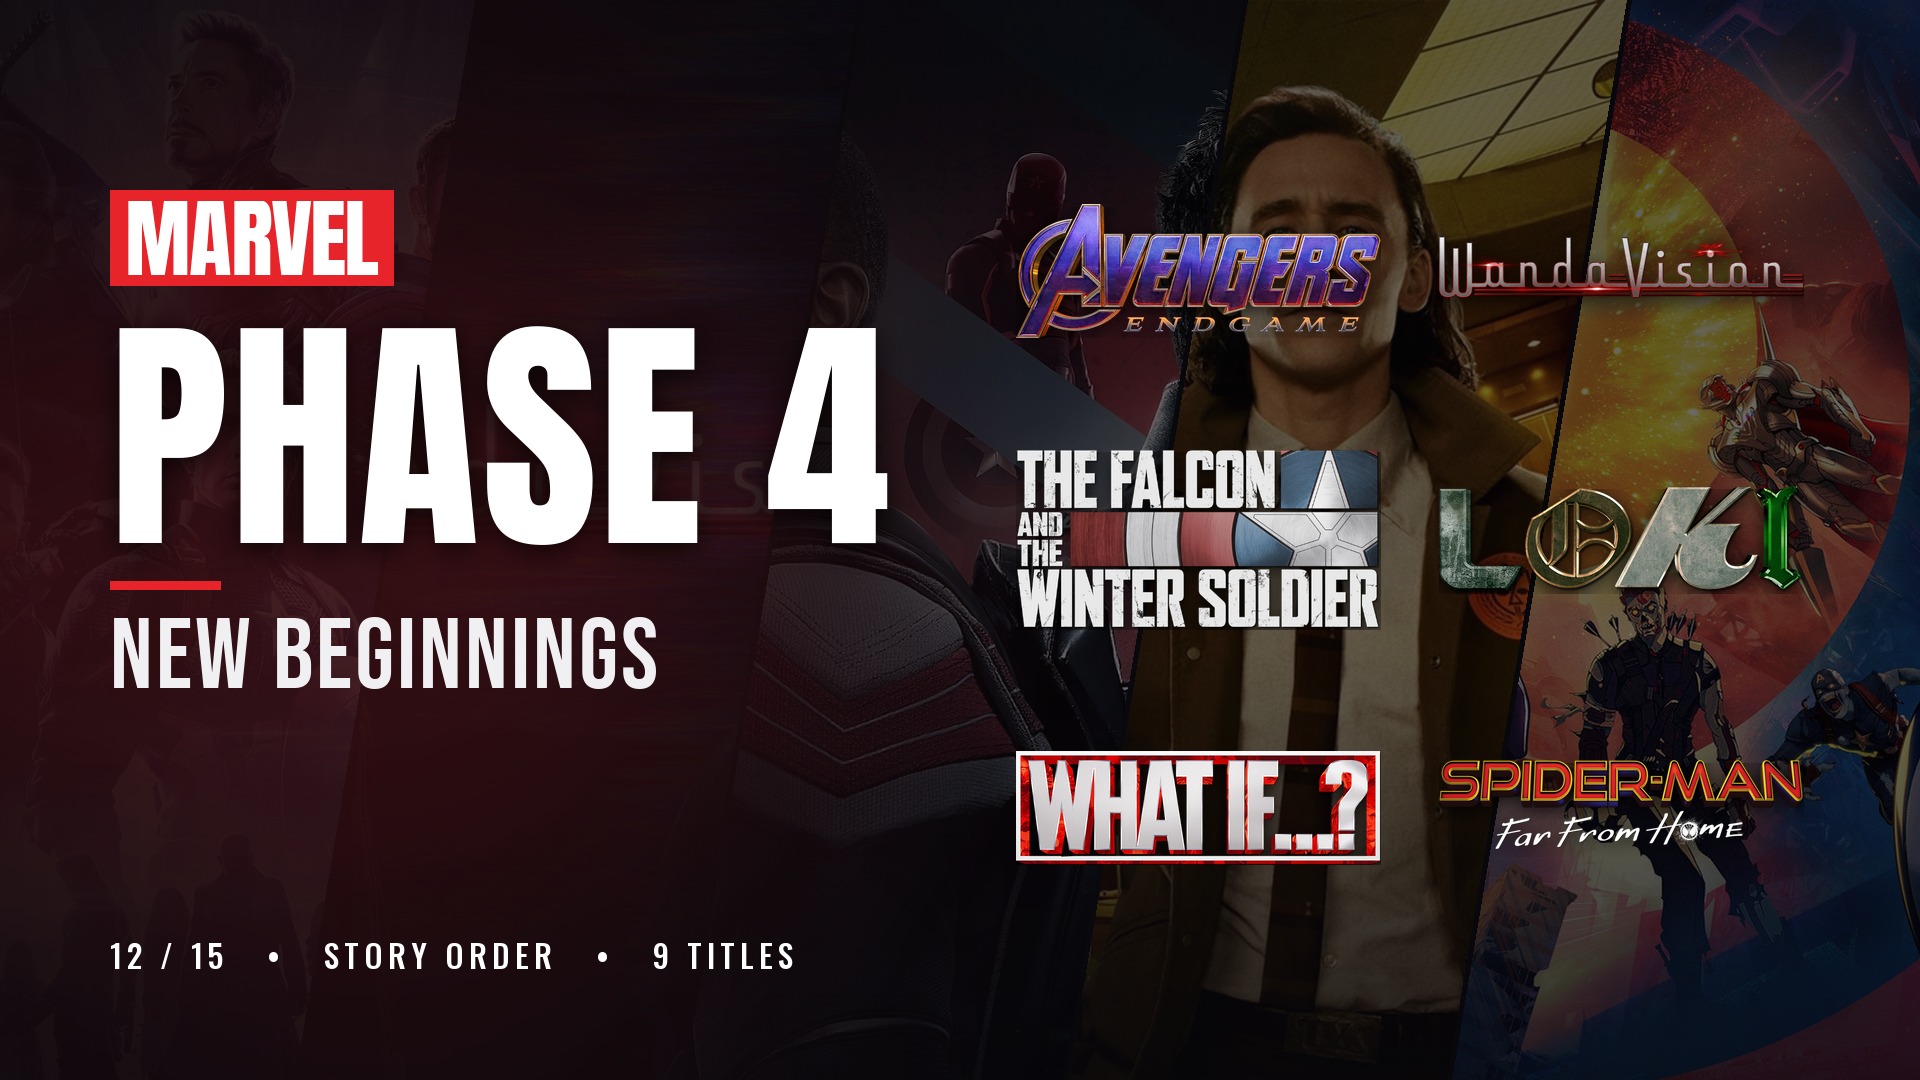 MARVEL
PHASE 4
NEW BEGINNINGS
12 / 15 • STORY ORDER • 9 TITLES
AVENGERS
ENDGAME
WandaVision
THE FALCON
AND
THE
WINTER SOLDIER
LOKI
WHAT IF...?
SPIDER-MAN
Far From Home